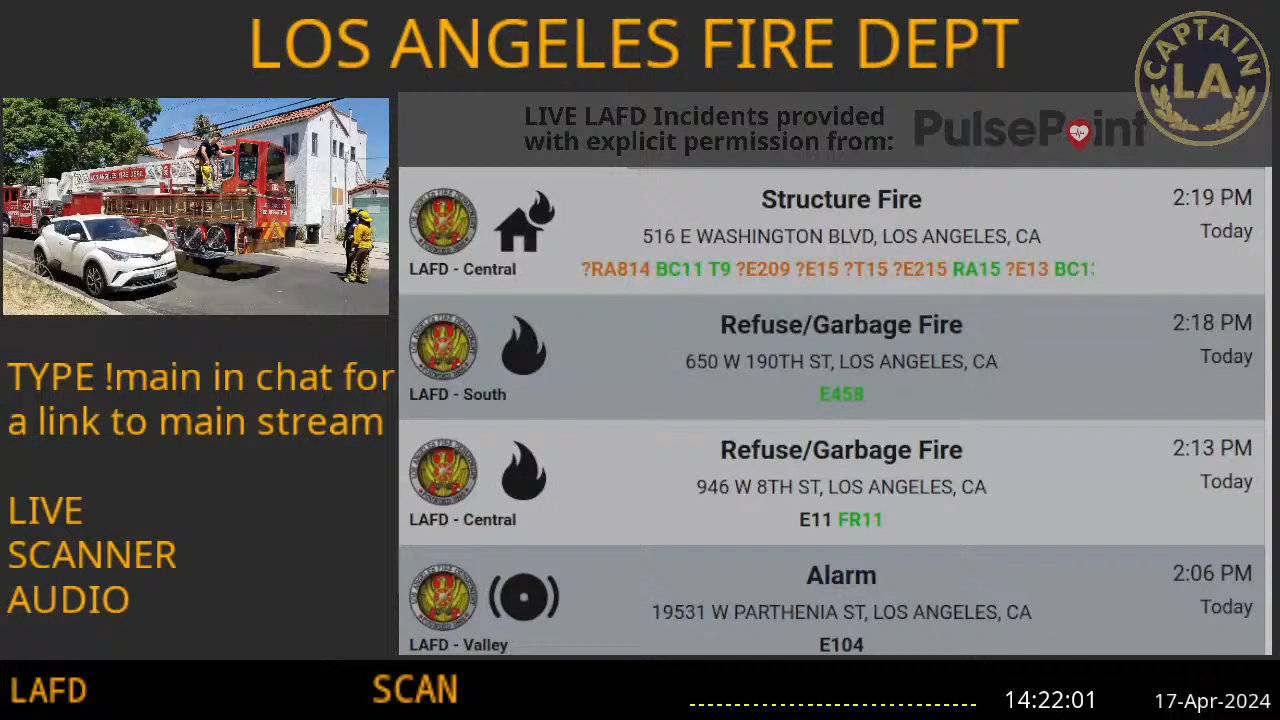 LOS ANGELES FIRE DEPT
CAPTAIN
LA
LIVE LAFD Incidents provided
with explicit permission from:
PulsePoint
Structure Fire
2:19 PM
516 E WASHINGTON BLVD, LOS ANGELES, CA
Today
LAFD - Central
?RA814 BC11 T9 ?E209 ?E15 ?T15 ?E215 RA15 ?E13 BC1
Refuse/Garbage Fire
2:18 PM
650 W 190TH ST, LOS ANGELES, CA
Today
LAFD - South
E458
Refuse/Garbage Fire
2:13 PM
946 W 8TH ST, LOS ANGELES, CA
Today
LAFD - Central
E11 FR11
Alarm
2:06 PM
19531 W PARTHENIA ST, LOS ANGELES, CA
Today
LAFD - Valley
E104
TYPE !main in chat for
a link to main stream
LIVE
SCANNER
AUDIO
LAFD
SCAN
14:22:01
17-Apr-2024